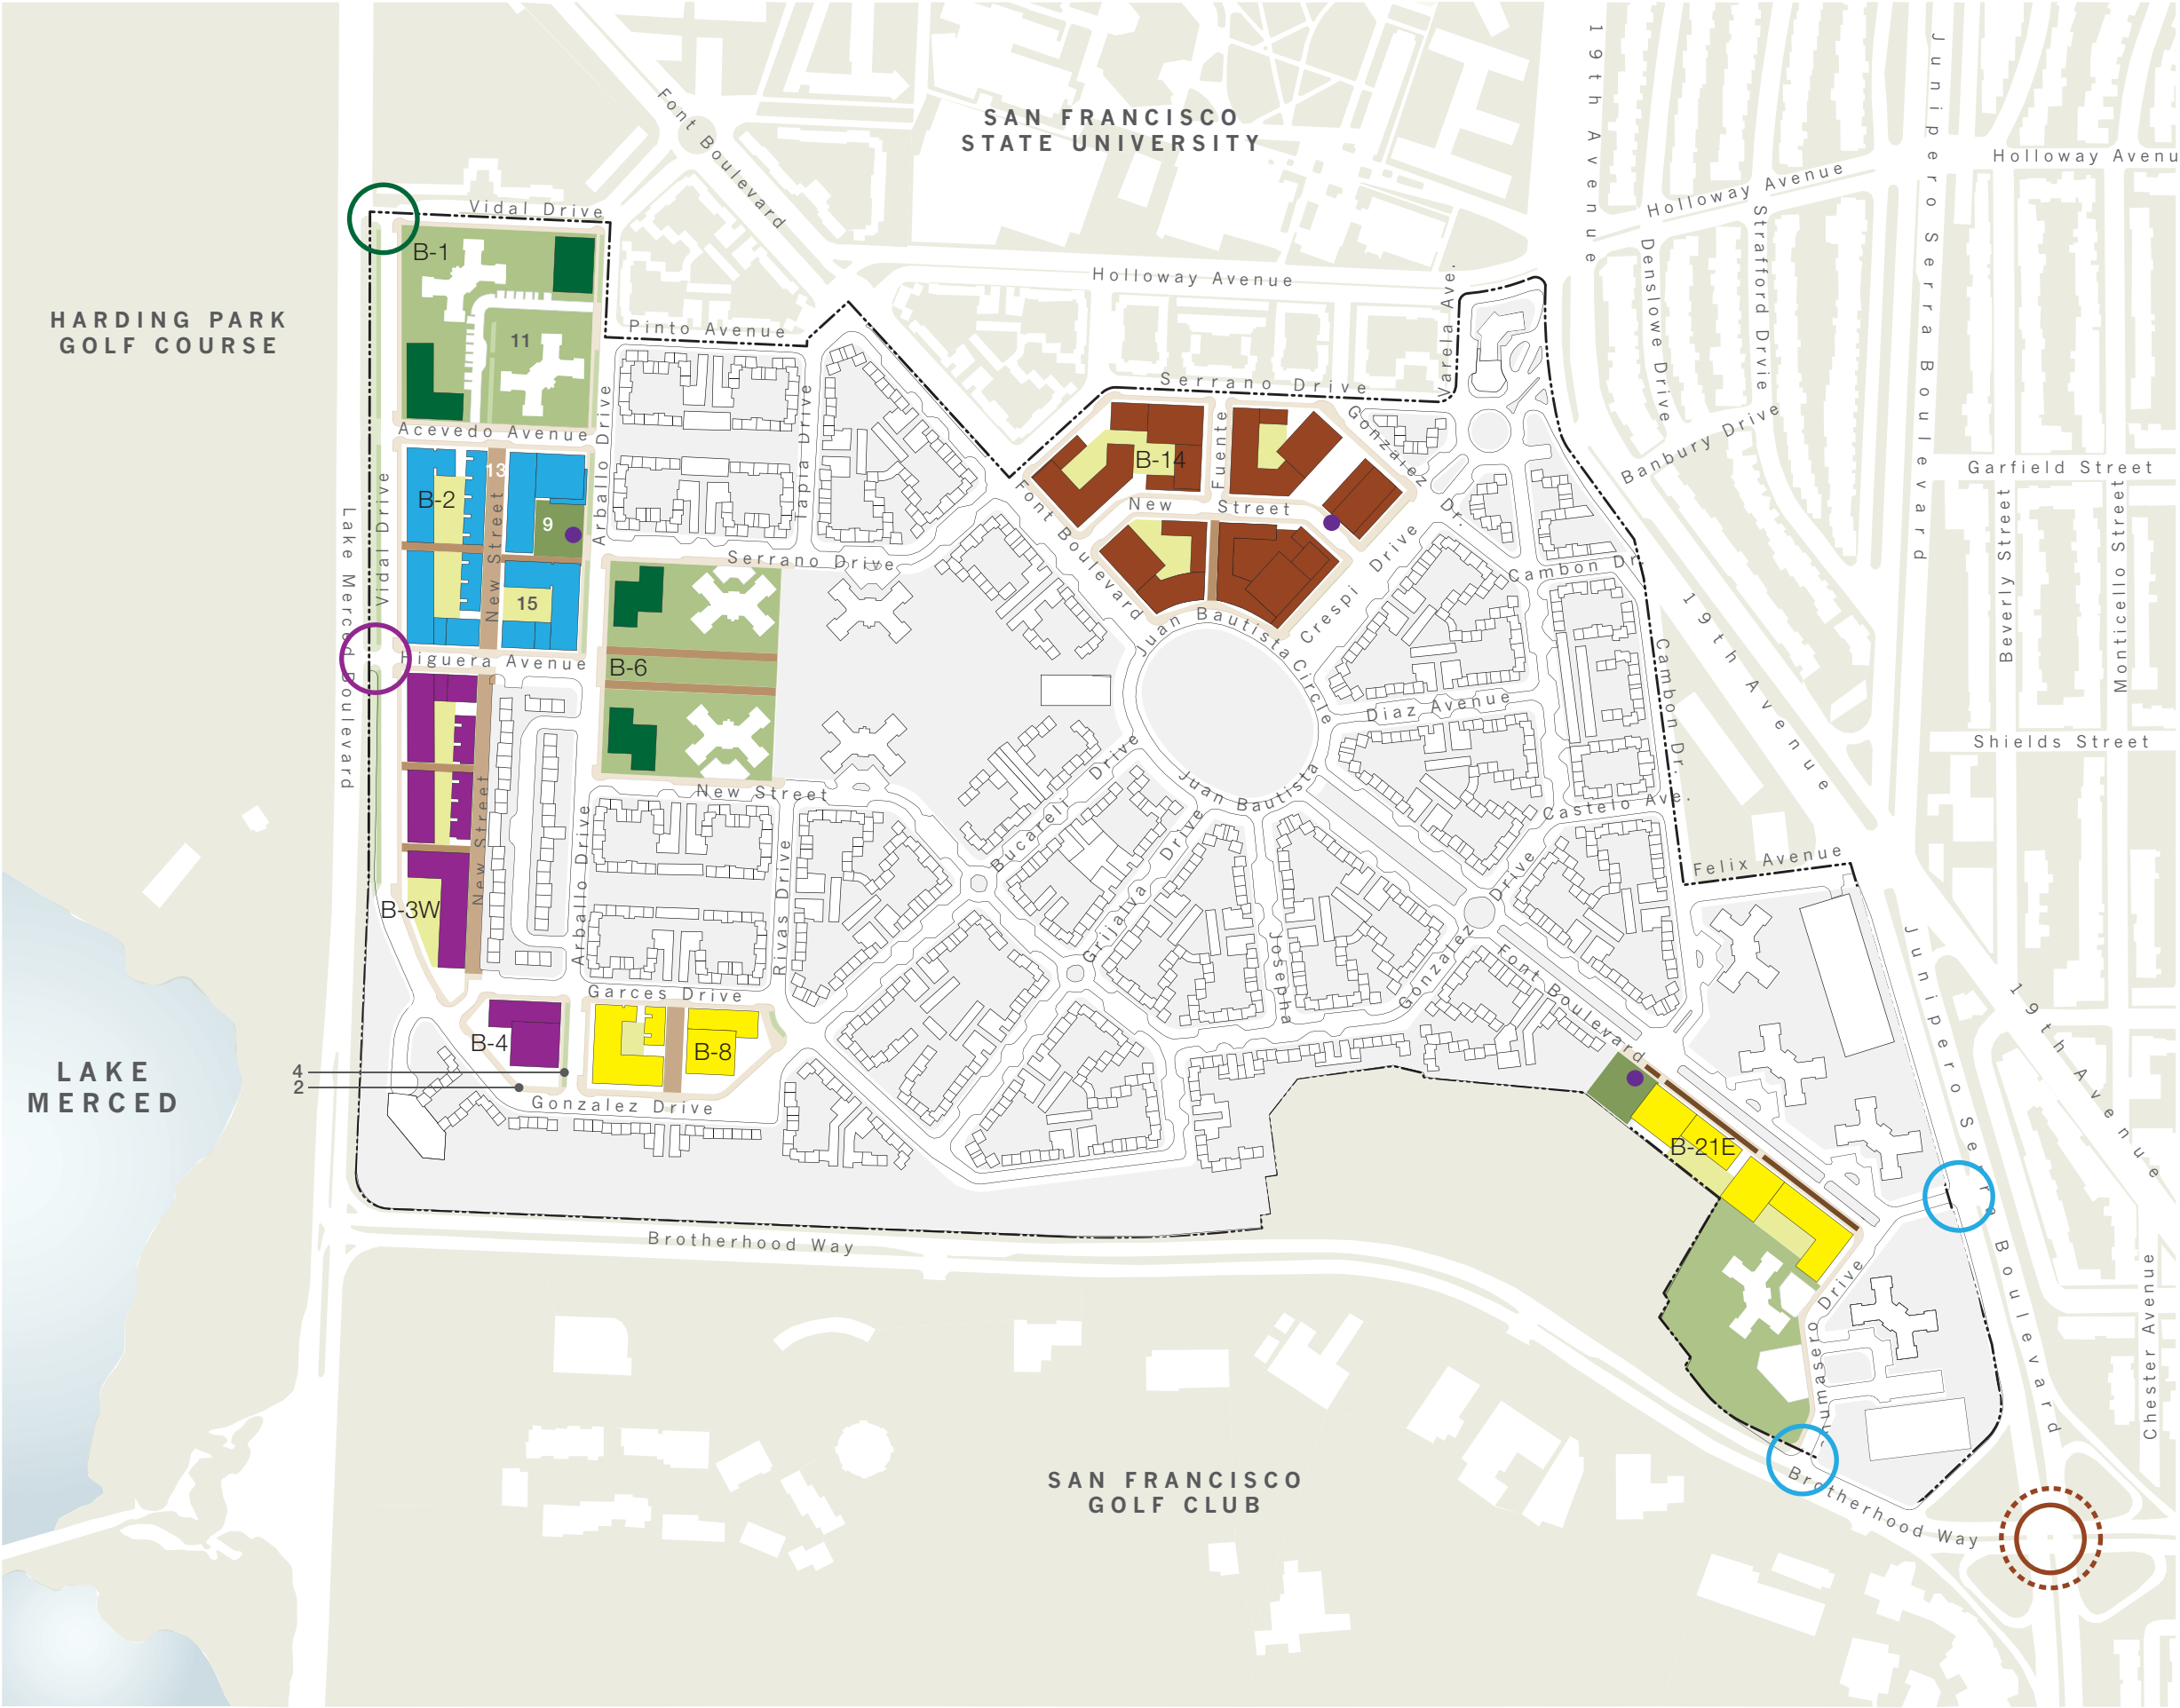 SAN FRANCISCO
STATE UNIVERSITY
HARDING PARK
GOLF COURSE
LAKE
MERCED
SAN FRANCISCO
GOLF CLUB
Font Boulevard
19th Avenue
Junipero Serra Boulevard
Holloway Avenu
Holloway Avenue
Stratford Drvie
Denslowe Drive
Banbury Drive
Garfield Street
Beverly Street
Monticello Street
Shields Street
Vidal Drive
B-1
11
Pinto Avenue
Holloway Avenue
Varela Ave.
Serrano Drive
Acevedo Avenue
Arballo Drive
Tapia Drive
B-2
13
9
15
New Street
Vidal Drive
Lake Merced Boulevard
Serrano Drive
Higuera Avenue
B-6
B-14
Fuente
New Street
Gonzalez Dr.
Font Boulevard
Crespi Drive
Juan Bautista Circle
Cambon Dr.
Cambon Dr.
19th Avenue
Diaz Avenue
Juan Bautista
Castelo Ave.
Felix Avenue
New Street
New Street
Bucareli Drive
Grijalva Drive
Arballo Drive
Rivas Drive
B-3W
Josepha
Gonzalez Drive
Font Boulevard
Garces Drive
B-4
B-8
4
2
Gonzalez Drive
B-21E
Junipero Serra Boulevard
19th Avenue
Brotherhood Way
Chumasero Drive
Chester Avenue
Brotherhood Way